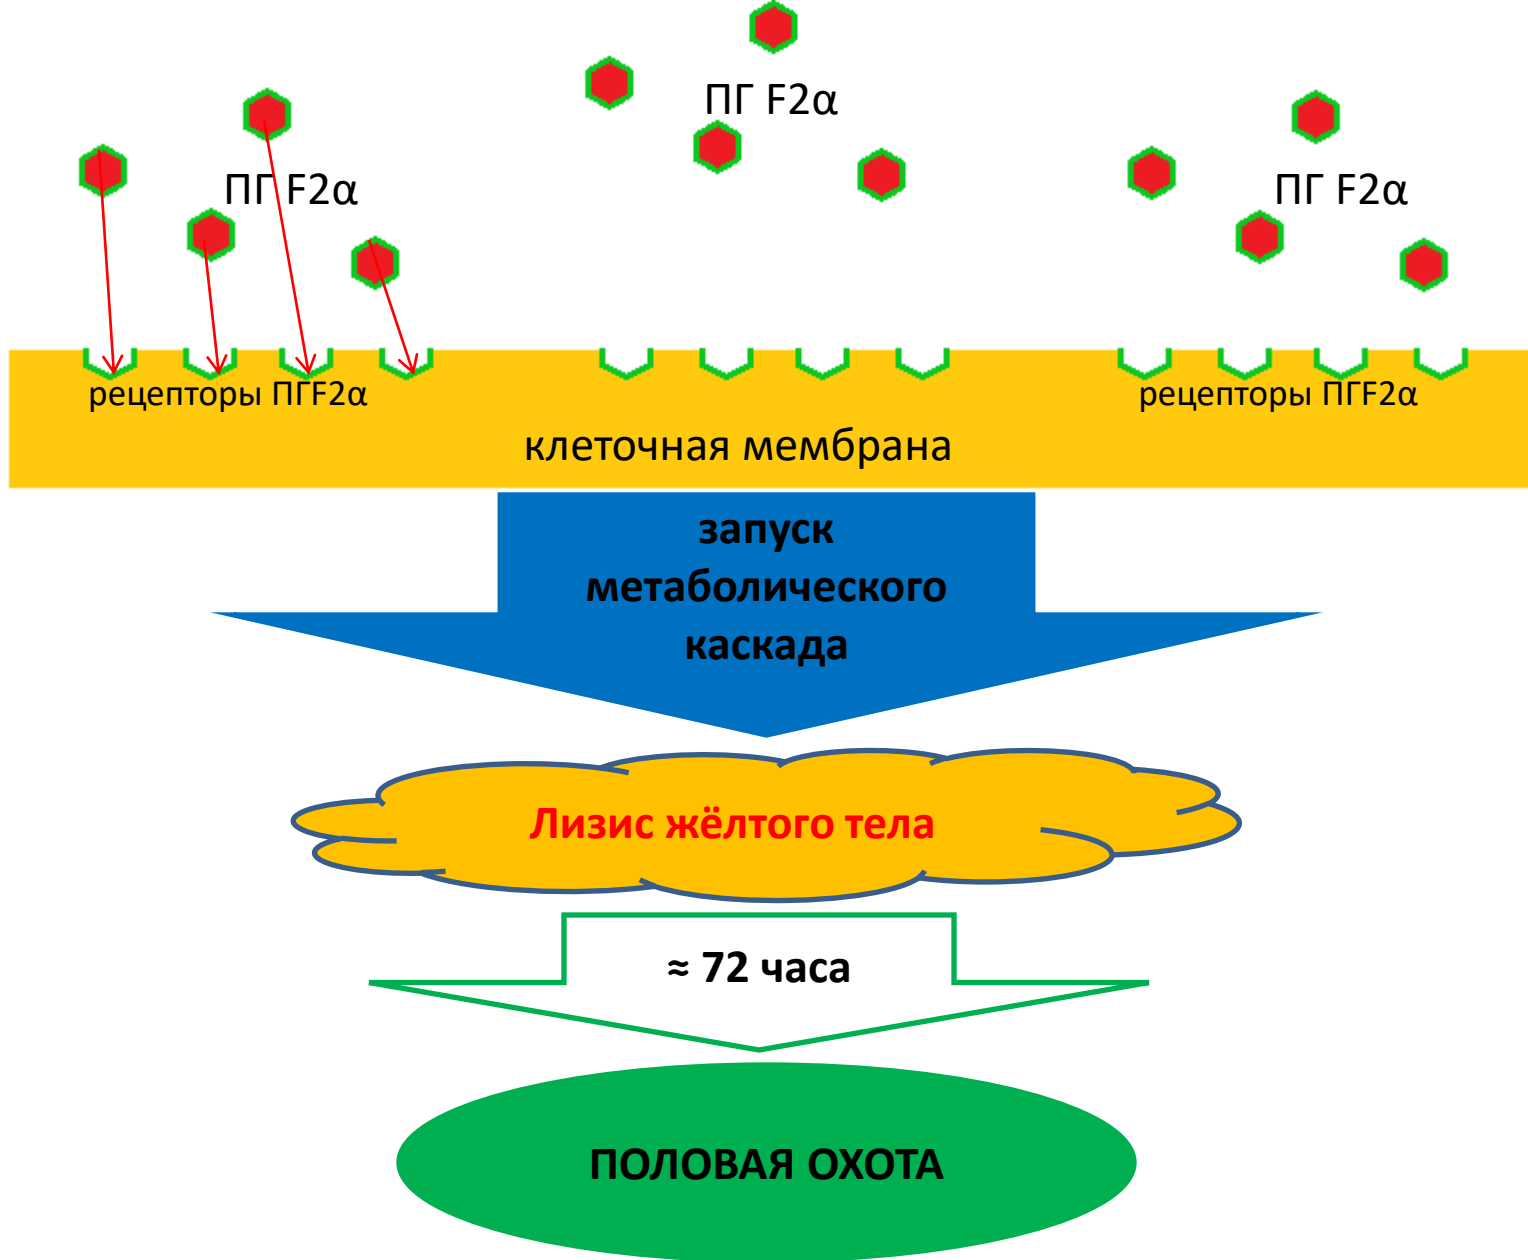 ПГ F2α
ПГ F2α
ПГ F2α
рецепторы ПГF2α
рецепторы ПГF2α
клеточная мембрана
запуск
метаболического
каскада
Лизис жёлтого тела
≈ 72 часа
ПОЛОВАЯ ОХОТА